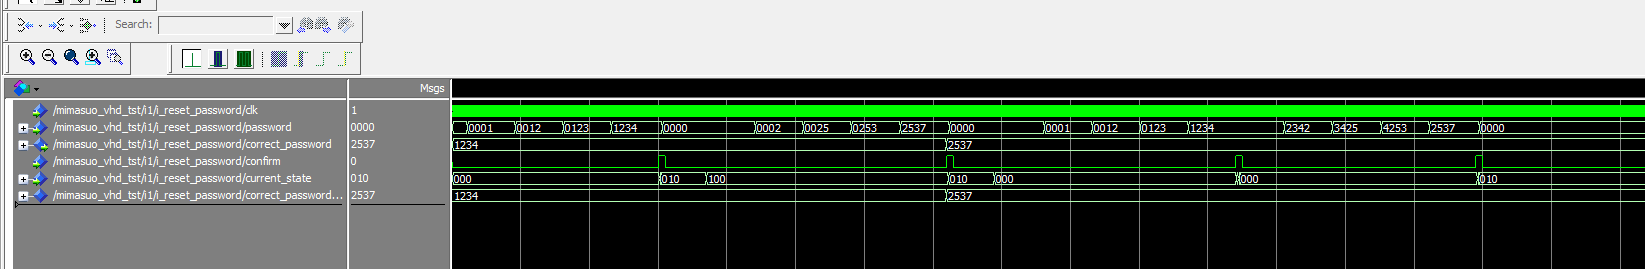 Search:
Msgs
/mimasuo_vhd_tst/i1/i_reset_password/clk 1
/mimasuo_vhd_tst/i1/i_reset_password/password 0000 0001 0012 0123 1234 0000 0002 0025 0253 2537 0000 0001 0012 0123 1234 2342 3425 4253 2537 0000
/mimasuo_vhd_tst/i1/i_reset_password/correct_password 2537 1234 2537
/mimasuo_vhd_tst/i1/i_reset_password/confirm 0
/mimasuo_vhd_tst/i1/i_reset_password/current_state 010 000 010 100 010 000 000 010
/mimasuo_vhd_tst/i1/i_reset_password/correct_password... 2537 1234 2537